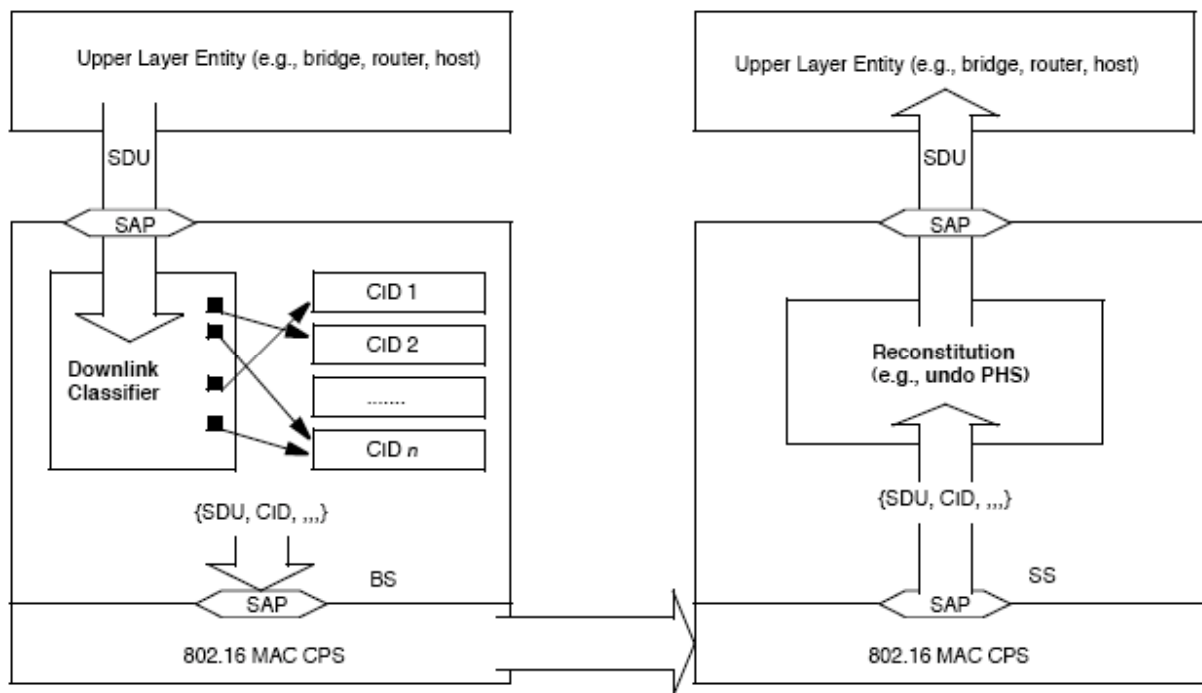 Upper Layer Entity (e.g., bridge, router, host)
SDU
SAP
Downlink
Classifier
CID 1
CID 2
.......
CID n
{SDU, CID, ,,,}
BS
SAP
802.16 MAC CPS
Upper Layer Entity (e.g., bridge, router, host)
SDU
SAP
Reconstitution
(e.g., undo PHS)
{SDU, CID, ,,,}
SS
SAP
802.16 MAC CPS